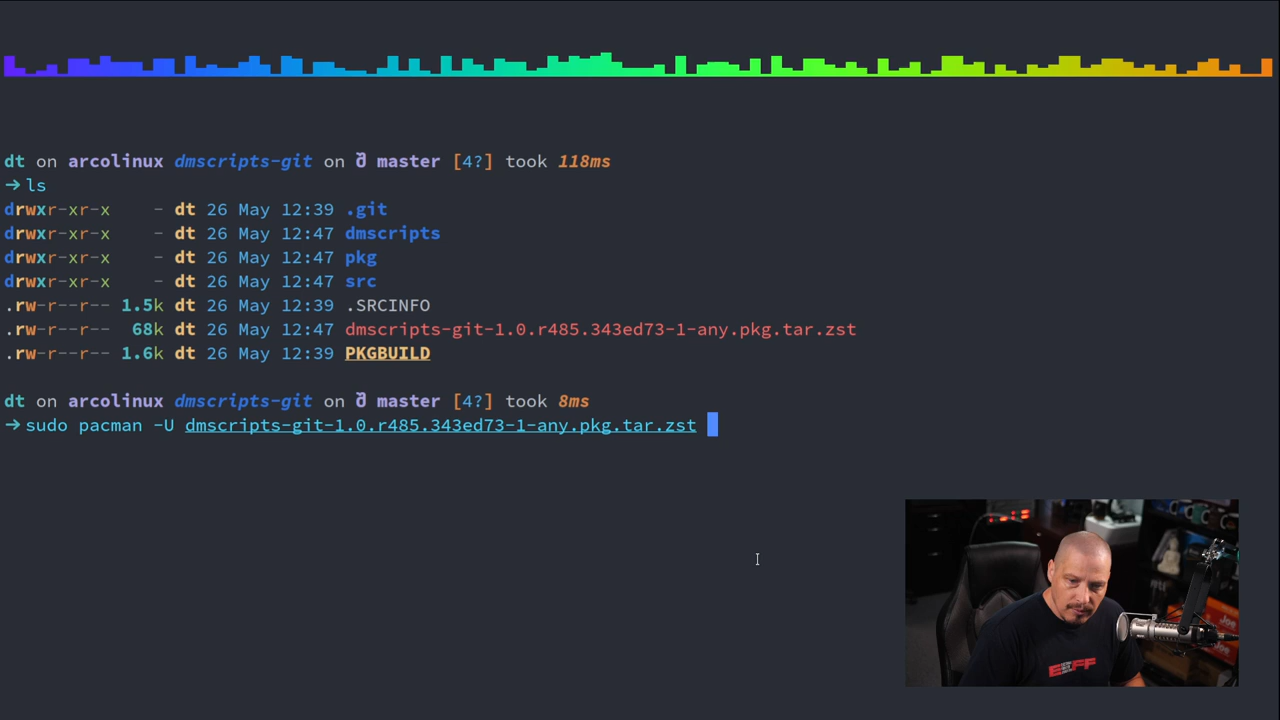 dt on arcolinux dmscripts-git on master [4?] took 118ms
→ ls
drwxr-xr-x - dt 26 May 12:39 .git
drwxr-xr-x - dt 26 May 12:47 dmscripts
drwxr-xr-x - dt 26 May 12:47 pkg
drwxr-xr-x - dt 26 May 12:47 src
.rw-r--r-- 1.5k dt 26 May 12:39 .SRCINFO
.rw-r--r-- 68k dt 26 May 12:47 dmscripts-git-1.0.r485.343ed73-1-any.pkg.tar.zst
.rw-r--r-- 1.6k dt 26 May 12:39 PKGBUILD
dt on arcolinux dmscripts-git on master [4?] took 8ms
→ sudo pacman -U dmscripts-git-1.0.r485.343ed73-1-any.pkg.tar.zst